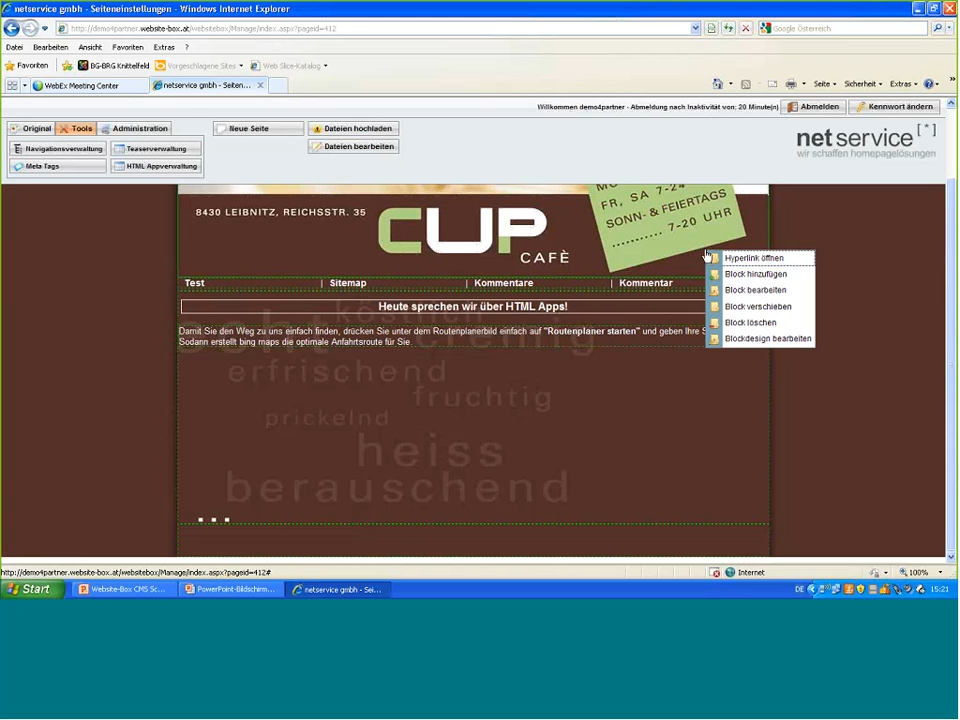 netservice gmbh - Seiteneinstellungen - Windows Internet Explorer
http://demo4partner.website-box.at/websitebox/Manage/index.aspx?pageid=412
Google Österreich
Datei Bearbeiten Ansicht Favoriten Extras ?
Favoriten BG-BRG Knittelfeld Vorgeschlagene Sites Web Slice-Katalog
WebEx Meeting Center
netservice gmbh - Seiten...
Seite Sicherheit Extras
Willkommen demo4partner - Abmeldung nach Inaktivität von: 20 Minute(n)
Abmelden
Kennwort ändern
Original Tools Administration
Neue Seite
Dateien hochladen
Navigationsverwaltung Teaserverwaltung
Dateien bearbeiten
Meta Tags HTML Appverwaltung
net service [*]
wir schaffen homepagelösungen
FR, SA 7-24
SONN- & FEIERTAGS
........... 7-20 UHR
8430 LEIBNITZ, REICHSSTR. 35
CUP
CAFÈ
Test Sitemap Kommentare Kommentar
Hyperlink öffnen
Block hinzufügen
Block bearbeiten
Block verschieben
Block löschen
Blockdesign bearbeiten
Heute sprechen wir über HTML Apps!
Damit Sie den Weg zu uns einfach finden, drücken Sie unter dem Routenplanerbild einfach auf "Routenplaner starten" und geben Ihre
Sodann erstellt bing maps die optimale Anfahrtsroute für Sie.
erfrischend
fruchtig
prickelnd
heiss
berauschend
...
http://demo4partner.website-box.at/websitebox/Manage/index.aspx?pageid=412#
Internet
100%
Start
Website-Box CMS Sc...
PowerPoint-Bildschirm...
netservice gmbh - Sei...
DE
15:21